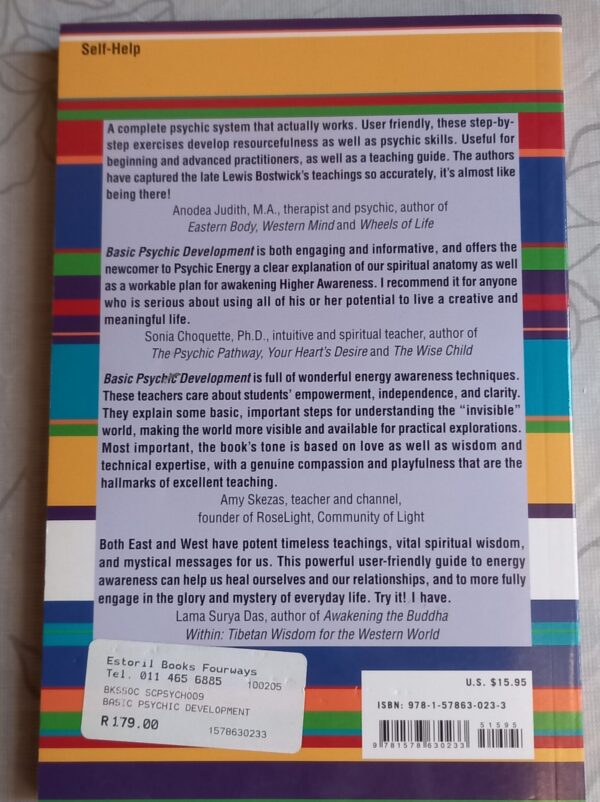 Self-Help
A complete psychic system that actually works. User friendly, these step-by-
step exercises develop resourcefulness as well as psychic skills. Useful for
beginning and advanced practitioners, as well as a teaching guide. The authors
have captured the late Lewis Bostwick's teachings so accurately, it's almost like
being there!
Anodea Judith, M.A., therapist and psychic, author of
Eastern Body, Western Mind and Wheels of Life
Basic Psychic Development is both engaging and informative, and offers the
newcomer to Psychic Energy a clear explanation of our spiritual anatomy as well
as a workable plan for awakening Higher Awareness. I recommend it for anyone
who is serious about using all of his or her potential to live a creative and
meaningful life.
Sonia Choquette, Ph.D., intuitive and spiritual teacher, author of
The Psychic Pathway, Your Heart's Desire and The Wise Child
Basic Psychic Development is full of wonderful energy awareness techniques.
These teachers care about students' empowerment, independence, and clarity.
They explain some basic, important steps for understanding the "invisible"
world, making the world more visible and available for practical explorations.
Most important, the book's tone is based on love as well as wisdom and
technical expertise, with a genuine compassion and playfulness that are the
hallmarks of excellent teaching.
Amy Skezas, teacher and channel,
founder of RoseLight, Community of Light
Both East and West have potent timeless teachings, vital spiritual wisdom,
and mystical messages for us. This powerful user-friendly guide to energy
awareness can help us heal ourselves and our relationships, and to more fully
engage in the glory and mystery of everyday life. Try it! I have.
Lama Surya Das, author of Awakening the Buddha
Within: Tibetan Wisdom for the Western World
Estoril Books Fourways
Tel. 011 465 6885 100205
BKSSOC SCPSYCH009
BASIC PSYCHIC DEVELOPMENT
R179.00 1578630233
U.S. $15.95
ISBN: 978-1-57863-023-3
51595
9 781578 630233